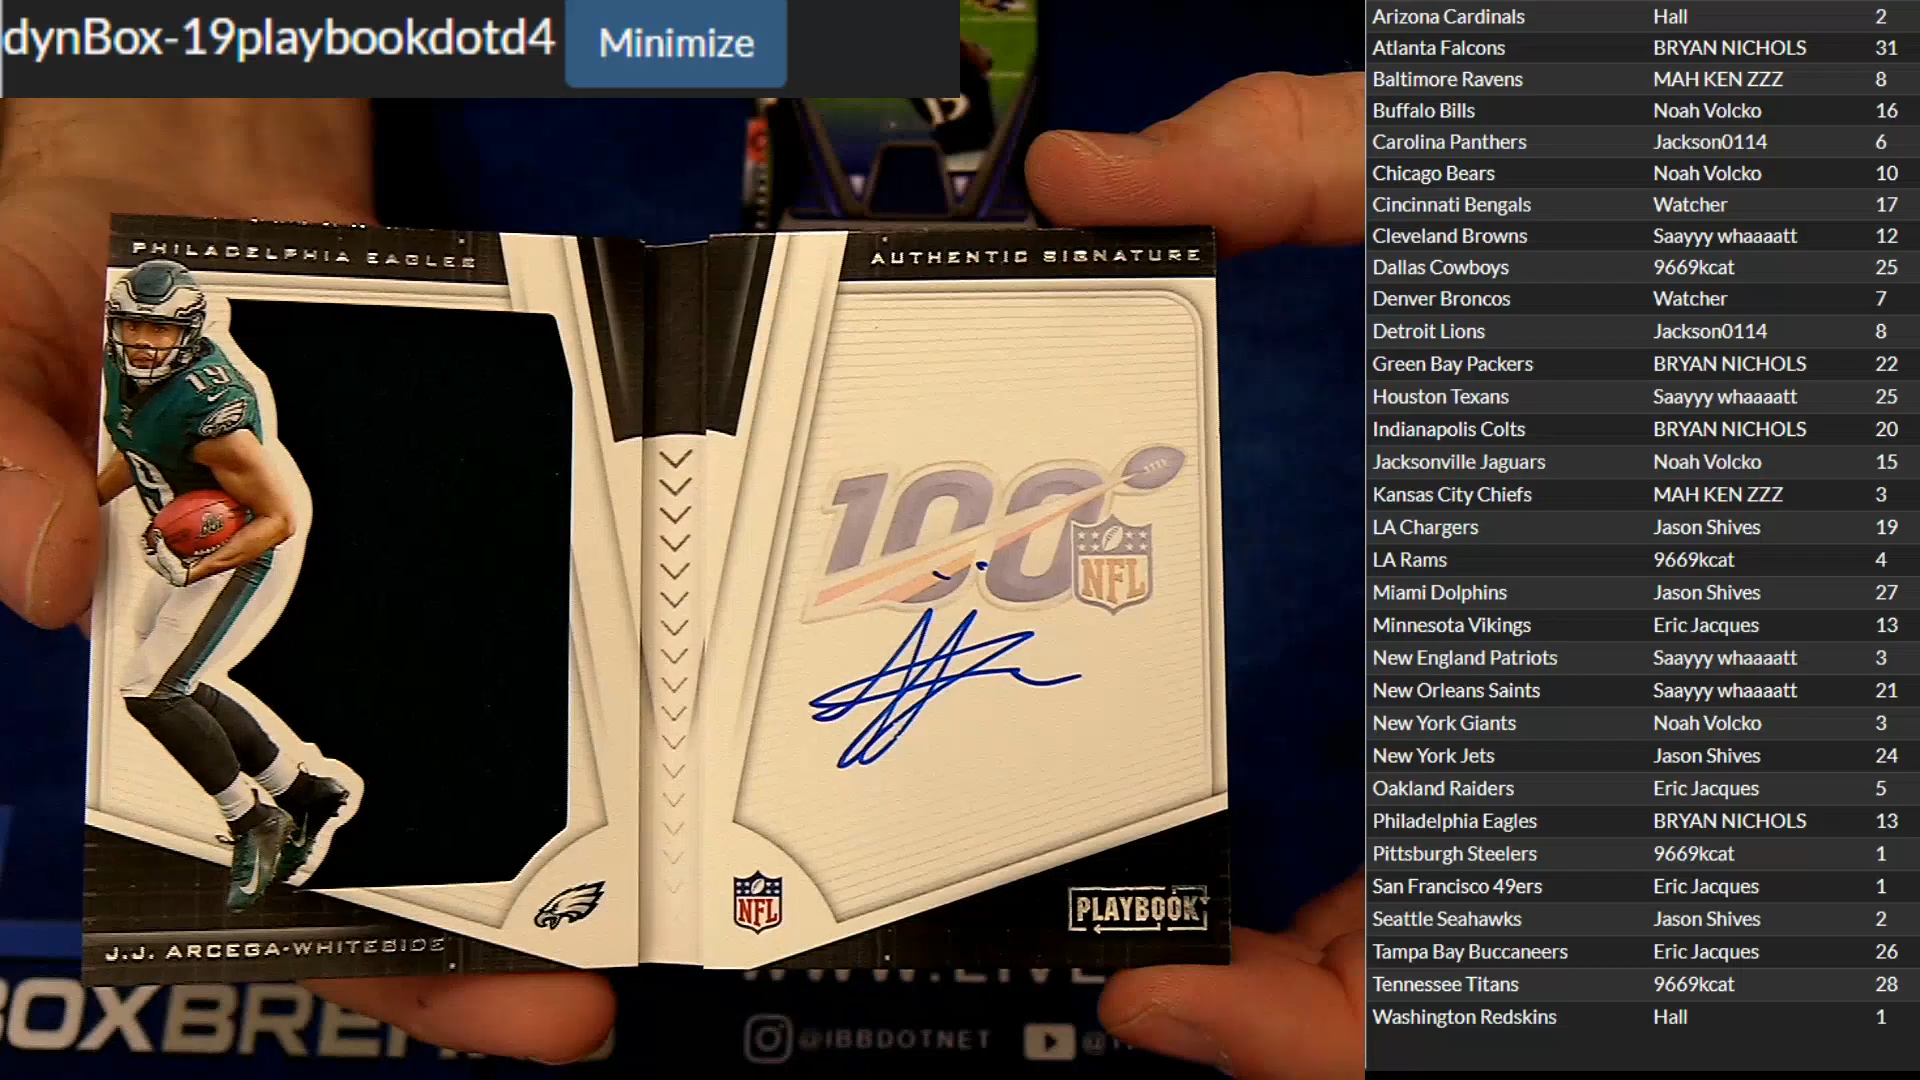 dynBox-19playbookdotd4 Minimize
PHILADELPHIA EAGLES
AUTHENTIC SIGNATURE
19
19
100
NFL
NFL
PLAYBOOK
J.J. ARCEGA-WHITESIDE
@IBBDOTNET
Arizona Cardinals Hall 2
Atlanta Falcons BRYAN NICHOLS 31
Baltimore Ravens MAH KEN ZZZ 8
Buffalo Bills Noah Volcko 16
Carolina Panthers Jackson0114 6
Chicago Bears Noah Volcko 10
Cincinnati Bengals Watcher 17
Cleveland Browns Saayyy whaaaatt 12
Dallas Cowboys 9669kcat 25
Denver Broncos Watcher 7
Detroit Lions Jackson0114 8
Green Bay Packers BRYAN NICHOLS 22
Houston Texans Saayyy whaaaatt 25
Indianapolis Colts BRYAN NICHOLS 20
Jacksonville Jaguars Noah Volcko 15
Kansas City Chiefs MAH KEN ZZZ 3
LA Chargers Jason Shives 19
LA Rams 9669kcat 4
Miami Dolphins Jason Shives 27
Minnesota Vikings Eric Jacques 13
New England Patriots Saayyy whaaaatt 3
New Orleans Saints Saayyy whaaaatt 21
New York Giants Noah Volcko 3
New York Jets Jason Shives 24
Oakland Raiders Eric Jacques 5
Philadelphia Eagles BRYAN NICHOLS 13
Pittsburgh Steelers 9669kcat 1
San Francisco 49ers Eric Jacques 1
Seattle Seahawks Jason Shives 2
Tampa Bay Buccaneers Eric Jacques 26
Tennessee Titans 9669kcat 28
Washington Redskins Hall 1